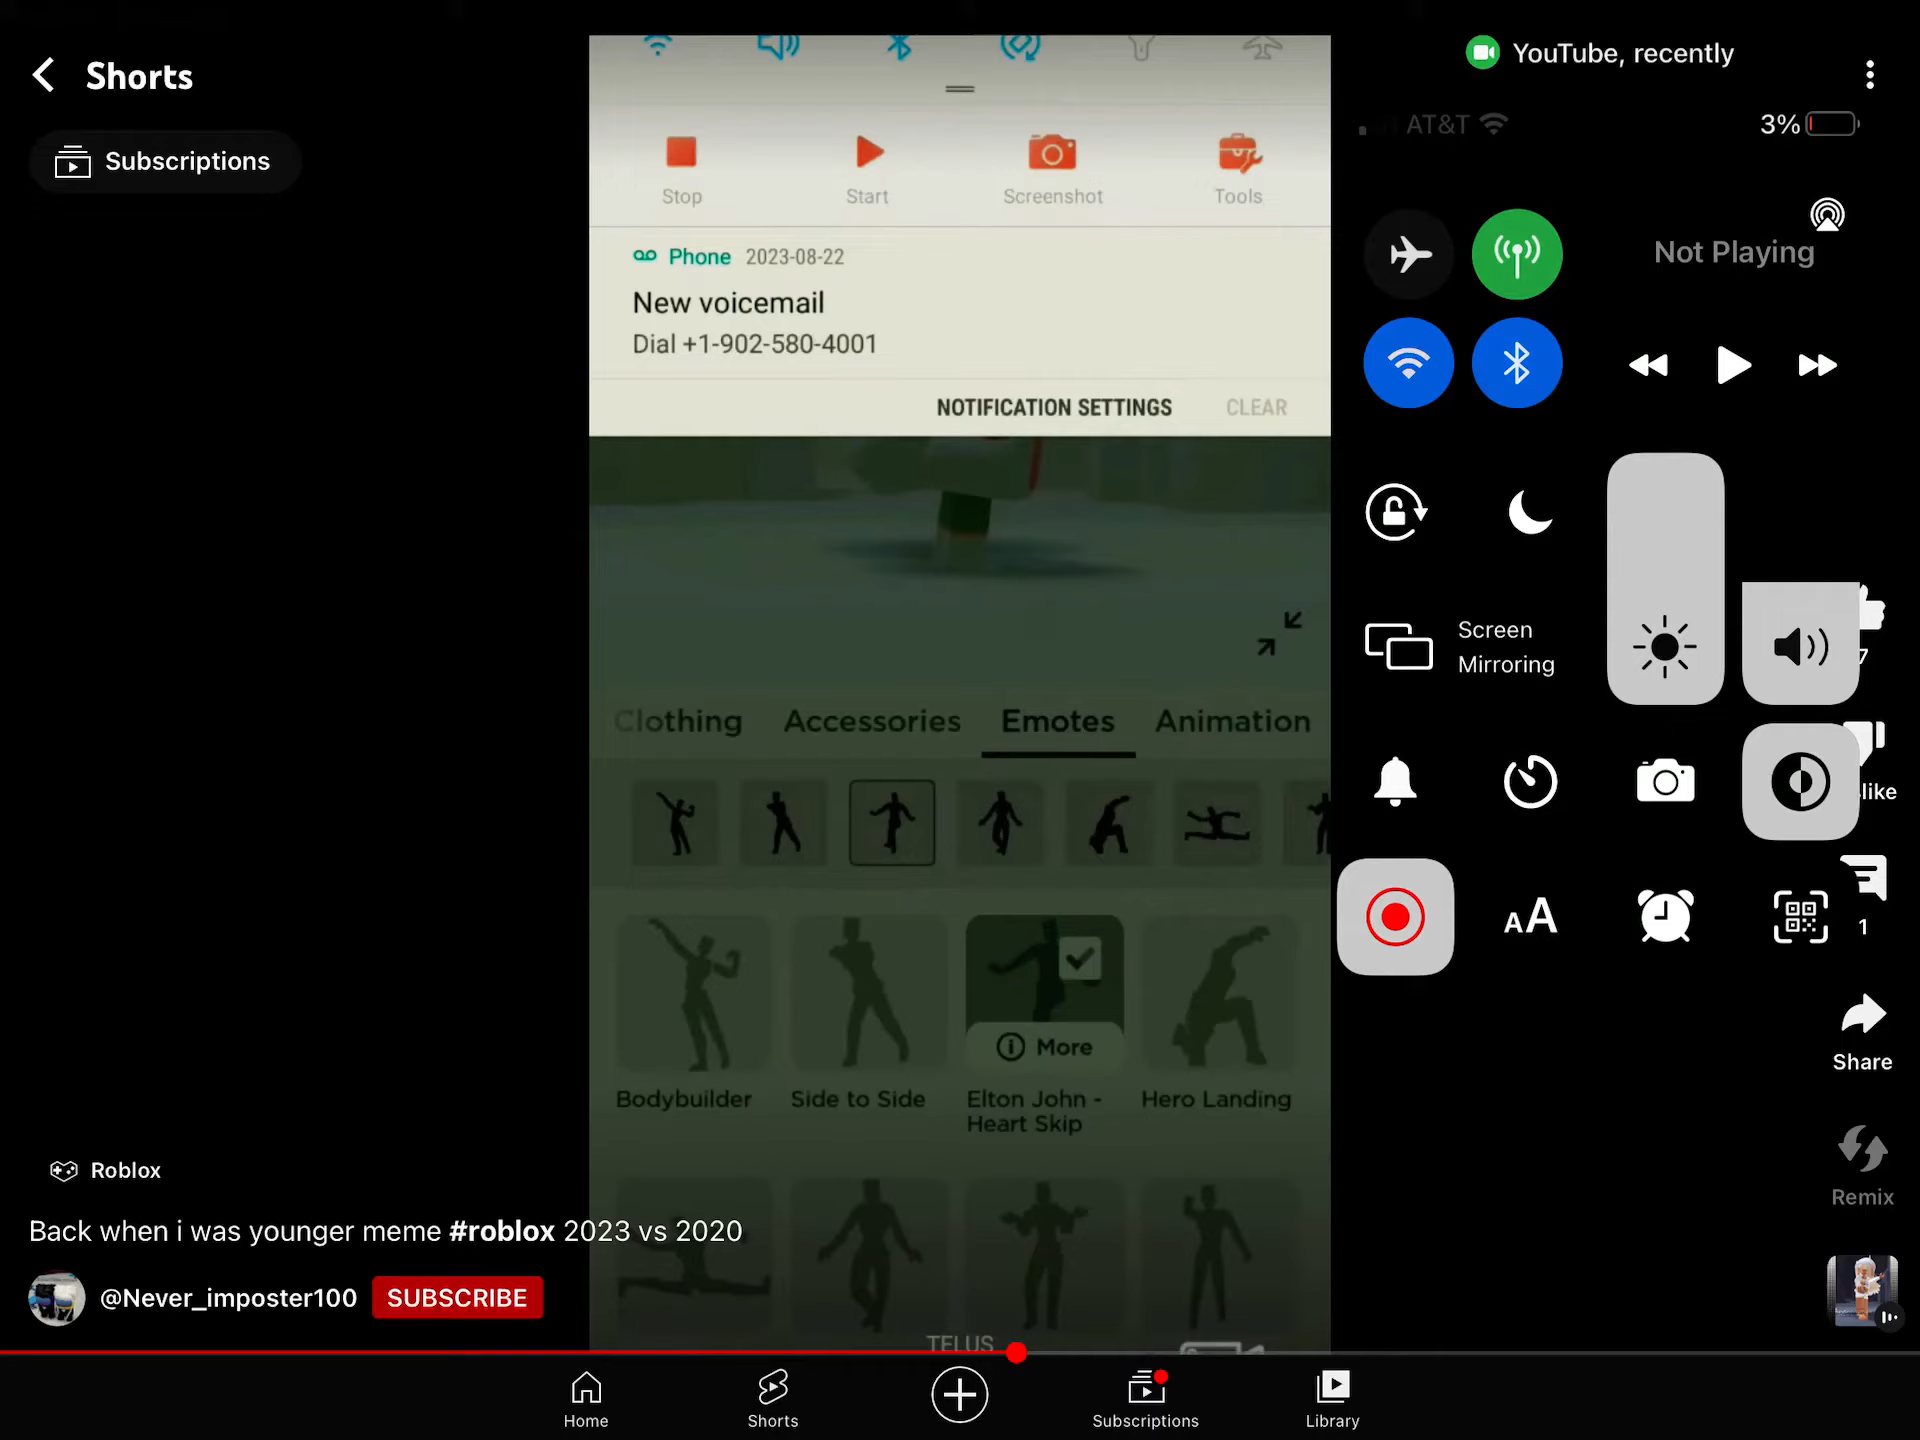 Shorts
Subscriptions
Stop
Start
Screenshot
Tools
Phone 2023-08-22
New voicemail
Dial +1-902-580-4001
NOTIFICATION SETTINGS
CLEAR
Clothing
Accessories
Emotes
Animation
More
Bodybuilder
Side to Side
Elton John -
Heart Skip
Hero Landing
TELUS
YouTube, recently
AT&T
3%
Not Playing
Screen
Mirroring
7
like
AA
1
Share
Remix
Roblox
Back when i was younger meme #roblox 2023 vs 2020
@Never_imposter100
SUBSCRIBE
Home
Shorts
Subscriptions
Library